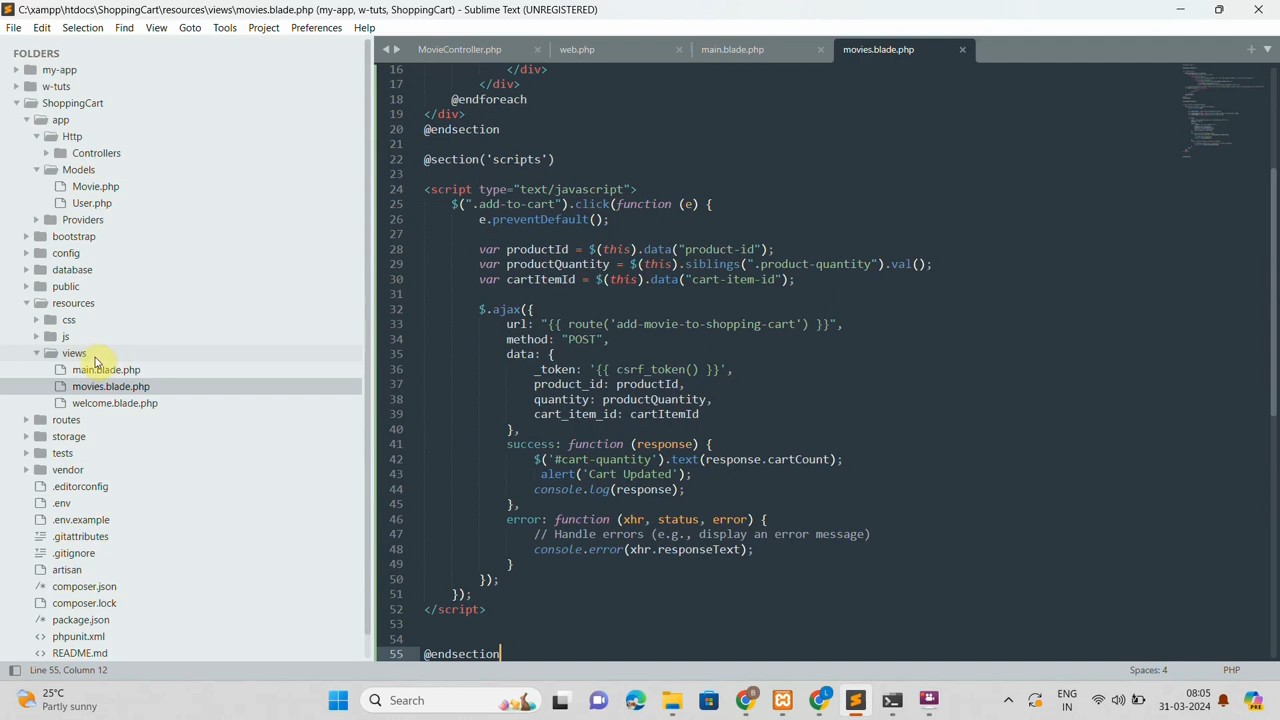 C:\xampp\htdocs\ShoppingCart\resources\views\movies.blade.php (my-app, w-tuts, ShoppingCart) - Sublime Text (UNREGISTERED)
File Edit Selection Find View Goto Tools Project Preferences Help
FOLDERS
my-app
w-tuts
ShoppingCart
app
Http
Controllers
Models
Movie.php
User.php
Providers
bootstrap
config
database
public
resources
css
js
views
main.blade.php
movies.blade.php
welcome.blade.php
routes
storage
tests
vendor
.editorconfig
.env
.env.example
.gitattributes
.gitignore
artisan
/* composer.json
composer.lock
/* package.json
<> phpunit.xml
<> README.md
MovieController.php × web.php × main.blade.php × movies.blade.php ×
16 </div>
17 </div>
18 @endforeach
19 </div>
20 @endsection
21
22 @section('scripts')
23
24 <script type="text/javascript">
25 $(".add-to-cart").click(function (e) {
26 e.preventDefault();
27
28 var productId = $(this).data("product-id");
29 var productQuantity = $(this).siblings(".product-quantity").val();
30 var cartItemId = $(this).data("cart-item-id");
31
32 $.ajax({
33 url: "{{ route('add-movie-to-shopping-cart') }}",
34 method: "POST",
35 data: {
36 _token: '{{ csrf_token() }}',
37 product_id: productId,
38 quantity: productQuantity,
39 cart_item_id: cartItemId
40 },
41 success: function (response) {
42 $('#cart-quantity').text(response.cartCount);
43 alert('Cart Updated');
44 console.log(response);
45 },
46 error: function (xhr, status, error) {
47 // Handle errors (e.g., display an error message)
48 console.error(xhr.responseText);
49 }
50 });
51 });
52 </script>
53
54
55 @endsection
Line 55, Column 12
Spaces: 4
PHP
25°C
Partly sunny
Search
ENG
IN
08:05
31-03-2024